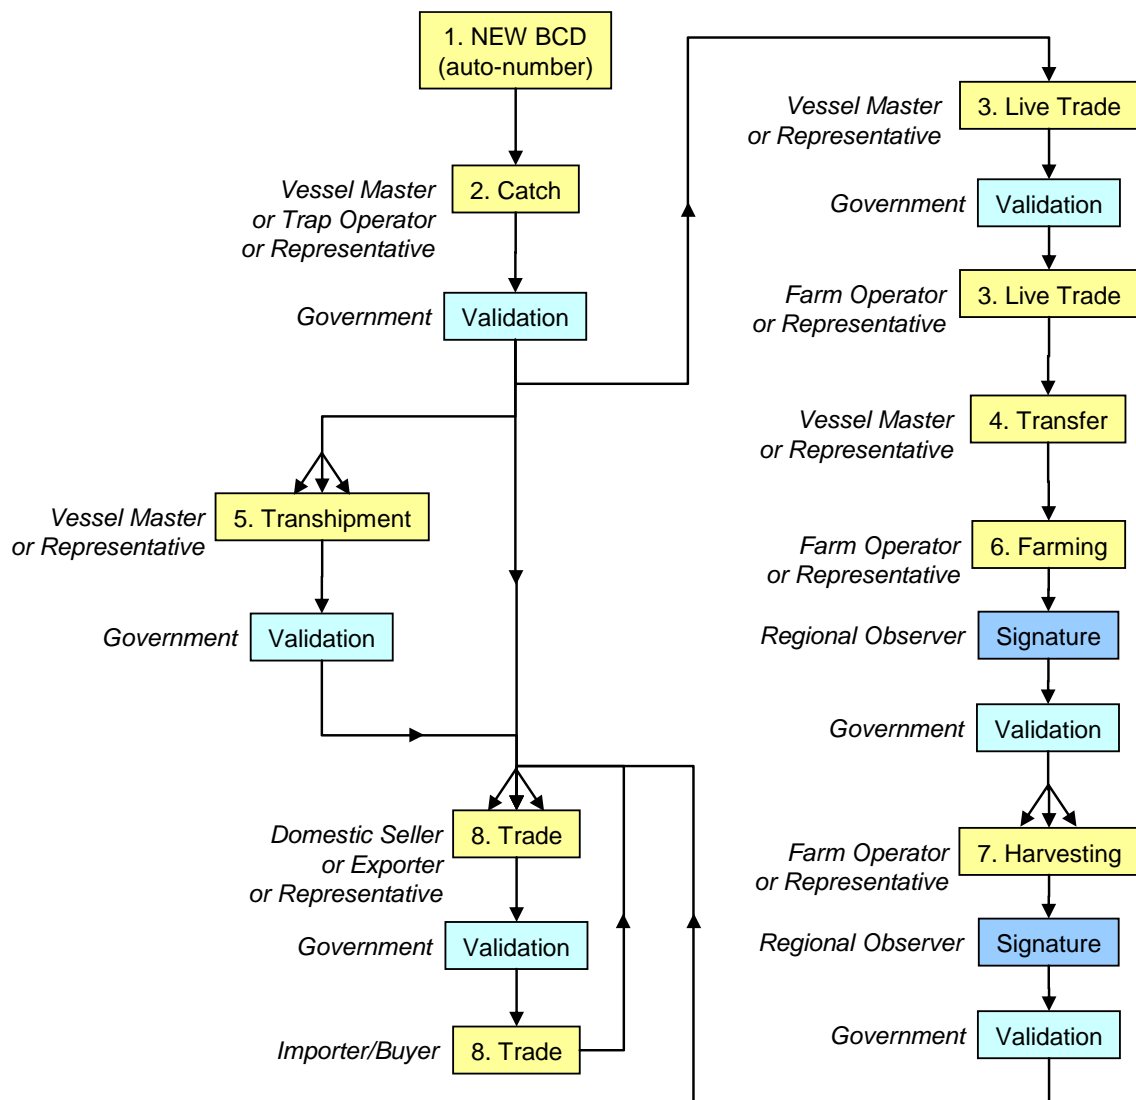 1. NEW BCD
(auto-number)
Vessel Master
or Trap Operator
or Representative
2. Catch
Government
Validation
Vessel Master
or Representative
5. Transhipment
Government
Validation
Domestic Seller
or Exporter
or Representative
8. Trade
Government
Validation
Importer/Buyer
8. Trade
Vessel Master
or Representative
3. Live Trade
Government
Validation
Farm Operator
or Representative
3. Live Trade
Vessel Master
or Representative
4. Transfer
Farm Operator
or Representative
6. Farming
Regional Observer
Signature
Government
Validation
Farm Operator
or Representative
7. Harvesting
Regional Observer
Signature
Government
Validation